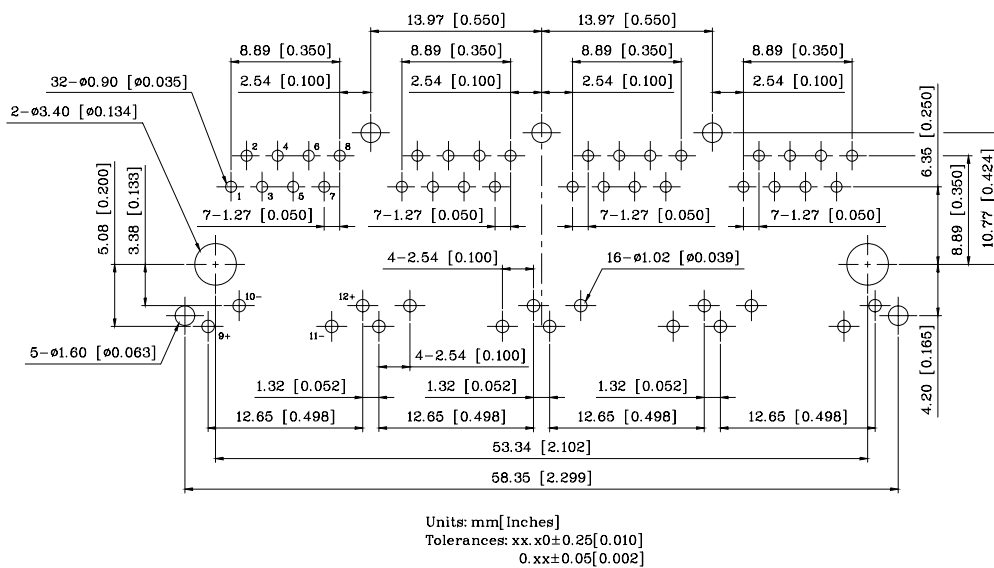 13.97 [0.550] 13.97 [0.550]
8.89 [0.350] 8.89 [0.350] 8.89 [0.350] 8.89 [0.350]
32-ø0.90 [ø0.035] 2.54 [0.100] 2.54 [0.100] 2.54 [0.100] 2.54 [0.100]
2-ø3.40 [ø0.134]
6.35 [0.250]
2 4 6 8
1 3 5 7
5.08 [0.200]
3.38 [0.133]
8.89 [0.350]
10.77 [0.424]
7-1.27 [0.050] 7-1.27 [0.050] 7-1.27 [0.050] 7-1.27 [0.050]
4-2.54 [0.100] 16-ø1.02 [ø0.039]
10- 12+
9+ 11-
5-ø1.60 [ø0.063] 4-2.54 [0.100]
4.20 [0.165]
1.32 [0.052] 1.32 [0.052] 1.32 [0.052]
12.65 [0.498] 12.65 [0.498] 12.65 [0.498] 12.65 [0.498]
53.34 [2.102]
58.35 [2.299]
Units: mm[Inches]
Tolerances: xx.x0±0.25[0.010]
0.xx±0.05[0.002]